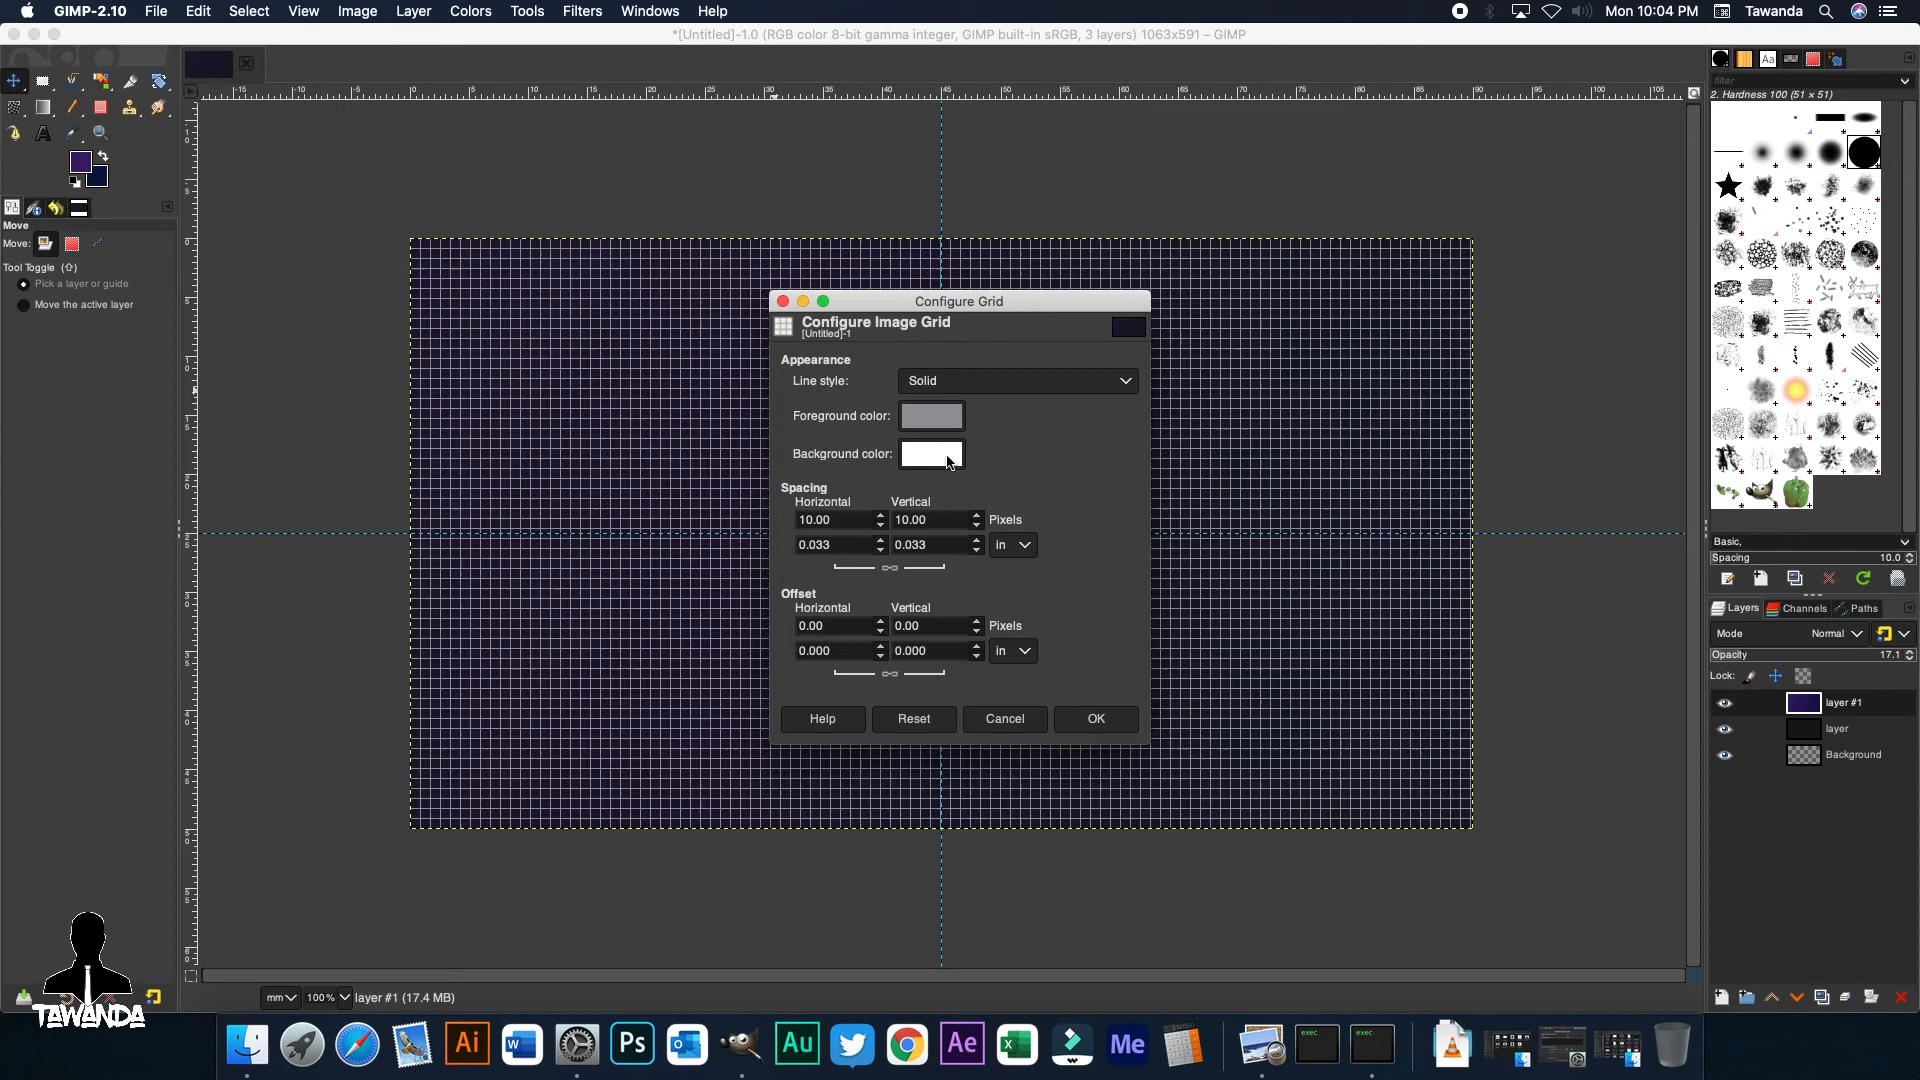 GIMP-2.10 File Edit Select View Image Layer Colors Tools Filters Windows Help Mon 10:04 PM Tawanda
*[Untitled]-1.0 (RGB color 8-bit gamma integer, GIMP built-in sRGB, 3 layers) 1063x591 – GIMP
filter
2. Hardness 100 (51 × 51)
Move
Move:
Tool Toggle (⇧)
Pick a layer or guide
Move the active layer
Configure Grid
Configure Image Grid
[Untitled]-1
Appearance
Line style: Solid
Foreground color:
Background color:
Spacing
Horizontal Vertical
10.00 10.00 Pixels
0.033 0.033 in
Offset
Horizontal Vertical
0.00 0.00 Pixels
0.000 0.000 in
Help Reset Cancel OK
Basic,
Spacing 10.0
Layers Channels Paths
Mode Normal
Opacity 17.1
Lock:
layer #1
layer
Background
TAWANDA
mm 100% layer #1 (17.4 MB)
Ai W Ps Au Ae X Me exec exec